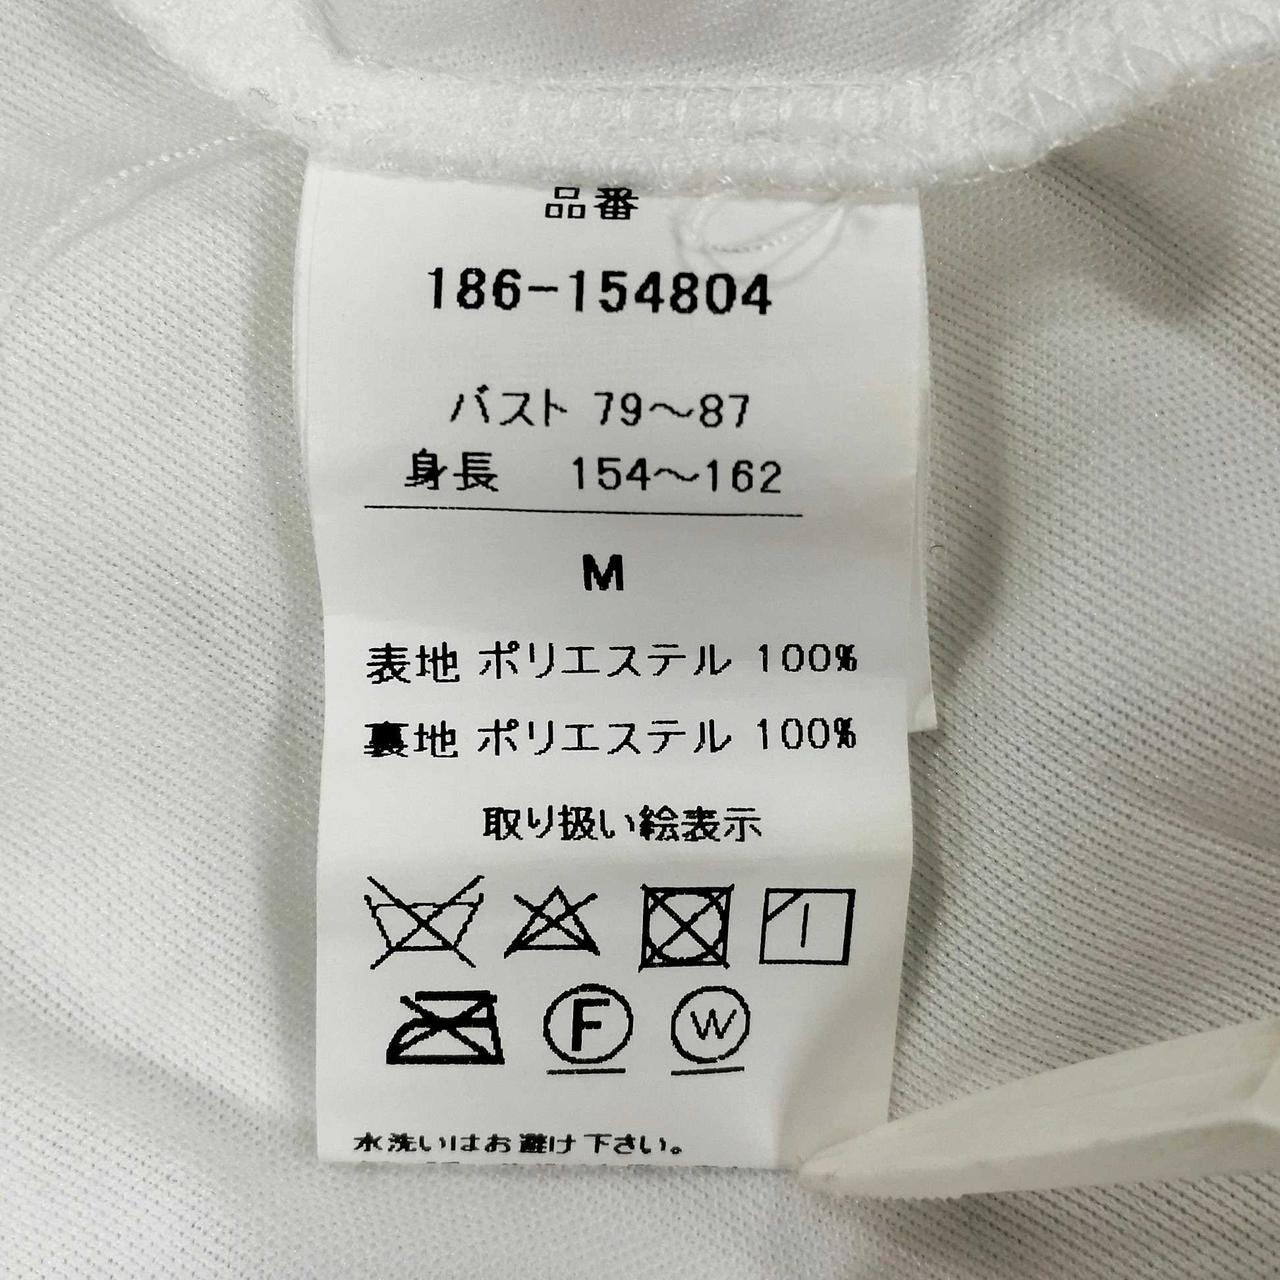 品番
186-154804
バスト 79～87
身長 154～162
M
表地 ポリエステル 100%
裏地 ポリエステル 100%
取り扱い絵表示
F W
水洗いはお避け下さい。